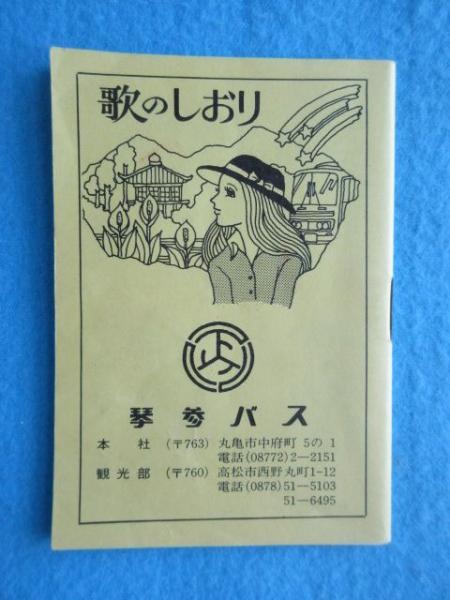 歌のしおり
琴参バス
本社 (〒763) 丸亀市中府町 5の1
電話(08772)2―2151
観光部 (〒760) 高松市西野丸町1-12
電話(0878)51―5103
51―6495